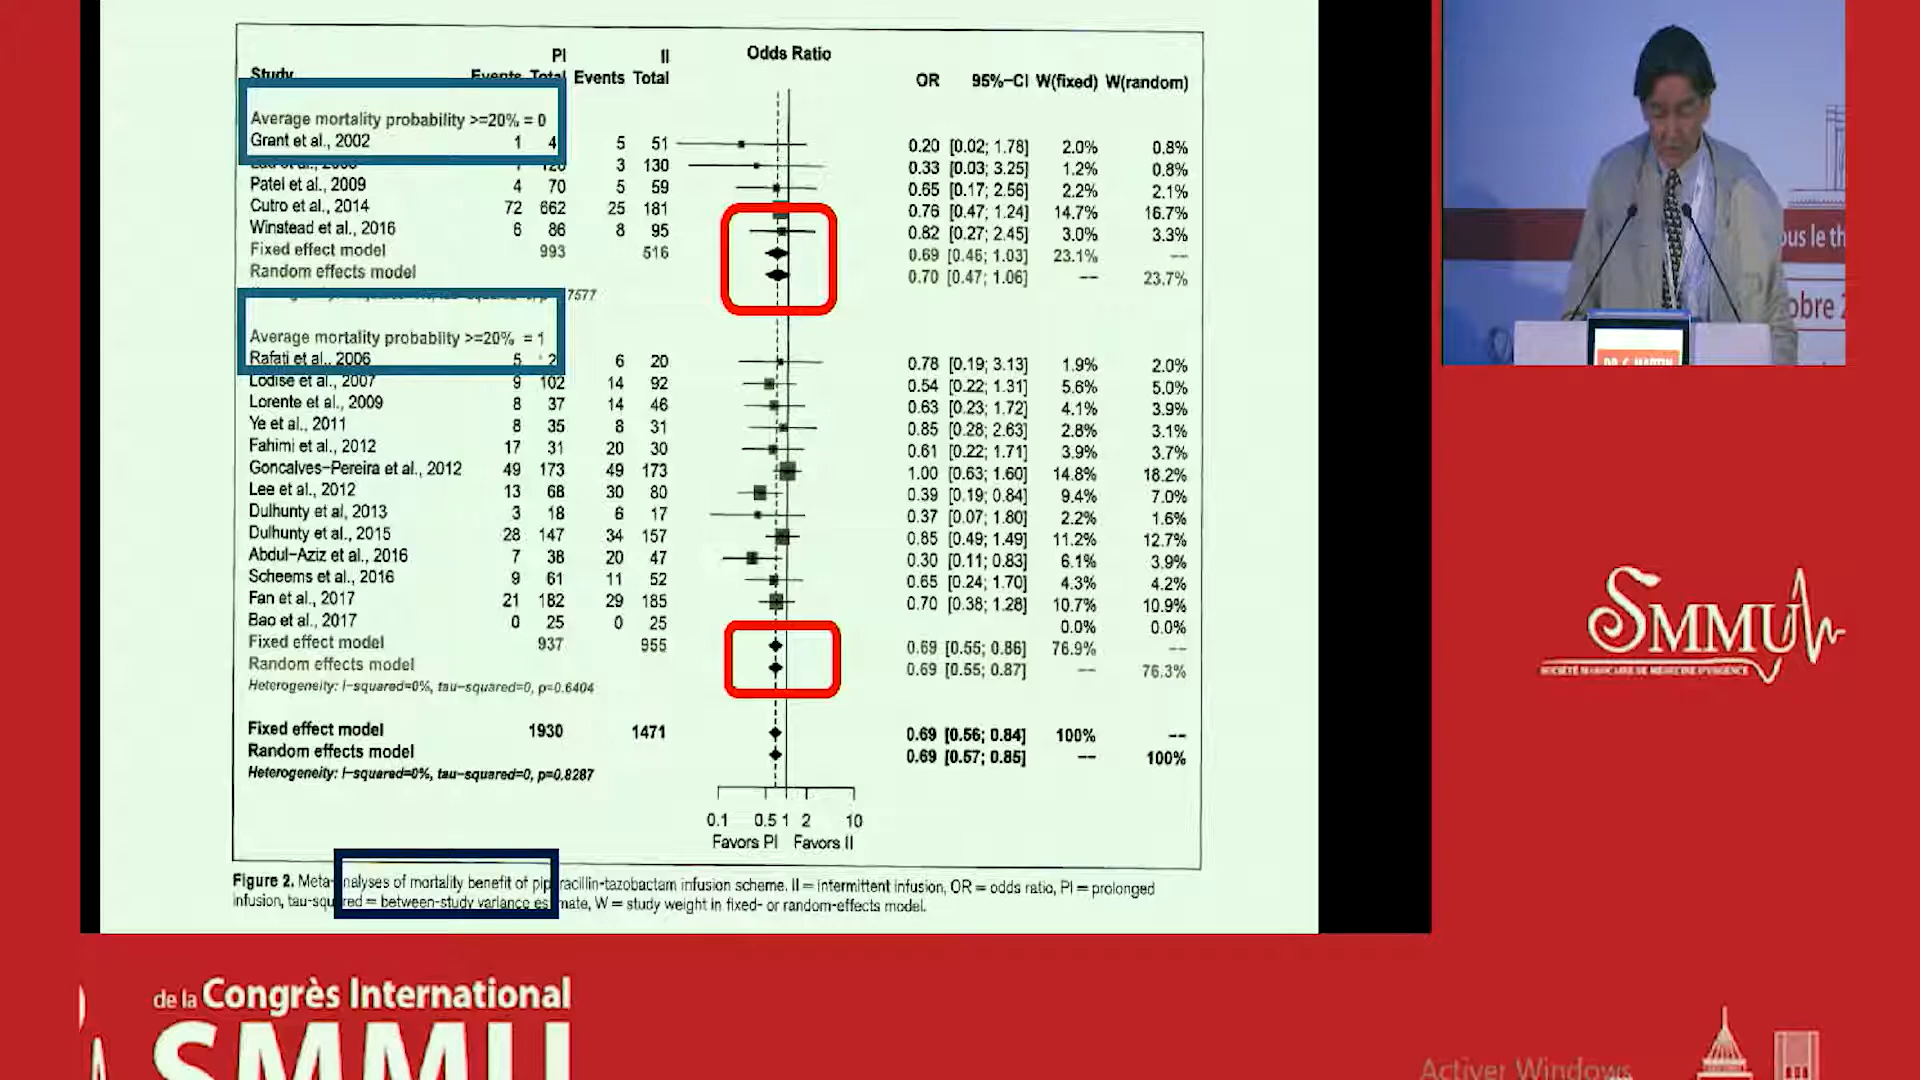 PI II
Study Events Total Events Total
Odds Ratio
OR 95%-CI W(fixed) W(random)
Average mortality probability >=20% = 0
Grant et al., 2002 1 4 5 51 0.20 [0.02; 1.78] 2.0% 0.8%
3 130 0.33 [0.03; 3.25] 1.2% 0.8%
Patel et al., 2009 4 70 5 59 0.65 [0.17; 2.56] 2.2% 2.1%
Cutro et al., 2014 72 662 25 181 0.76 [0.47; 1.24] 14.7% 16.7%
Winstead et al., 2016 6 86 8 95 0.82 [0.27; 2.45] 3.0% 3.3%
Fixed effect model 993 516 0.69 [0.46; 1.03] 23.1% --
Random effects model 0.70 [0.47; 1.06] -- 23.7%
7577
Average mortality probablity >=20% = 1
Rafati et al., 2006 5 2 6 20 0.78 [0.19; 3.13] 1.9% 2.0%
Lodise et al., 2007 9 102 14 92 0.54 [0.22; 1.31] 5.6% 5.0%
Lorente et al., 2009 8 37 14 46 0.63 [0.23; 1.72] 4.1% 3.9%
Ye et al., 2011 8 35 8 31 0.85 [0.28; 2.63] 2.8% 3.1%
Fahimi et al., 2012 17 31 20 30 0.61 [0.22; 1.71] 3.9% 3.7%
Goncalves-Pereira et al., 2012 49 173 49 173 1.00 [0.63; 1.60] 14.8% 18.2%
Lee et al., 2012 13 68 30 80 0.39 [0.19; 0.84] 9.4% 7.0%
Dulhunty et al, 2013 3 18 6 17 0.37 [0.07; 1.80] 2.2% 1.6%
Dulhunty et al., 2015 28 147 34 157 0.85 [0.49; 1.49] 11.2% 12.7%
Abdul-Aziz et al., 2016 7 38 20 47 0.30 [0.11; 0.83] 6.1% 3.9%
Scheems et al., 2016 9 61 11 52 0.65 [0.24; 1.70] 4.3% 4.2%
Fan et al., 2017 21 182 29 185 0.70 [0.38; 1.28] 10.7% 10.9%
Bao et al., 2017 0 25 0 25 0.0% 0.0%
Fixed effect model 937 955 0.69 [0.55; 0.86] 76.9% --
Random effects model 0.69 [0.55; 0.87] -- 76.3%
Heterogeneity: I-squared=0%, tau-squared=0, p=0.6404
Fixed effect model 1930 1471 0.69 [0.56; 0.84] 100% --
Random effects model 0.69 [0.57; 0.85] -- 100%
Heterogeneity: I-squared=0%, tau-squared=0, p=0.8287
0.1 0.5 1 2 10
Favors PI Favors II
Figure 2. Meta-analyses of mortality benefit of piperacillin-tazobactam infusion scheme. II = intermittent infusion, OR = odds ratio, PI = prolonged
infusion, tau-squared = between-study variance estimate, W = study weight in fixed- or random-effects model.
ous le th
obre 2
DR C. MARTIN
SMMU
SOCIÉTÉ MAROCAINE DE MÉDECINE D'URGENCE
de la Congrès International
SMMU
Activer Windows